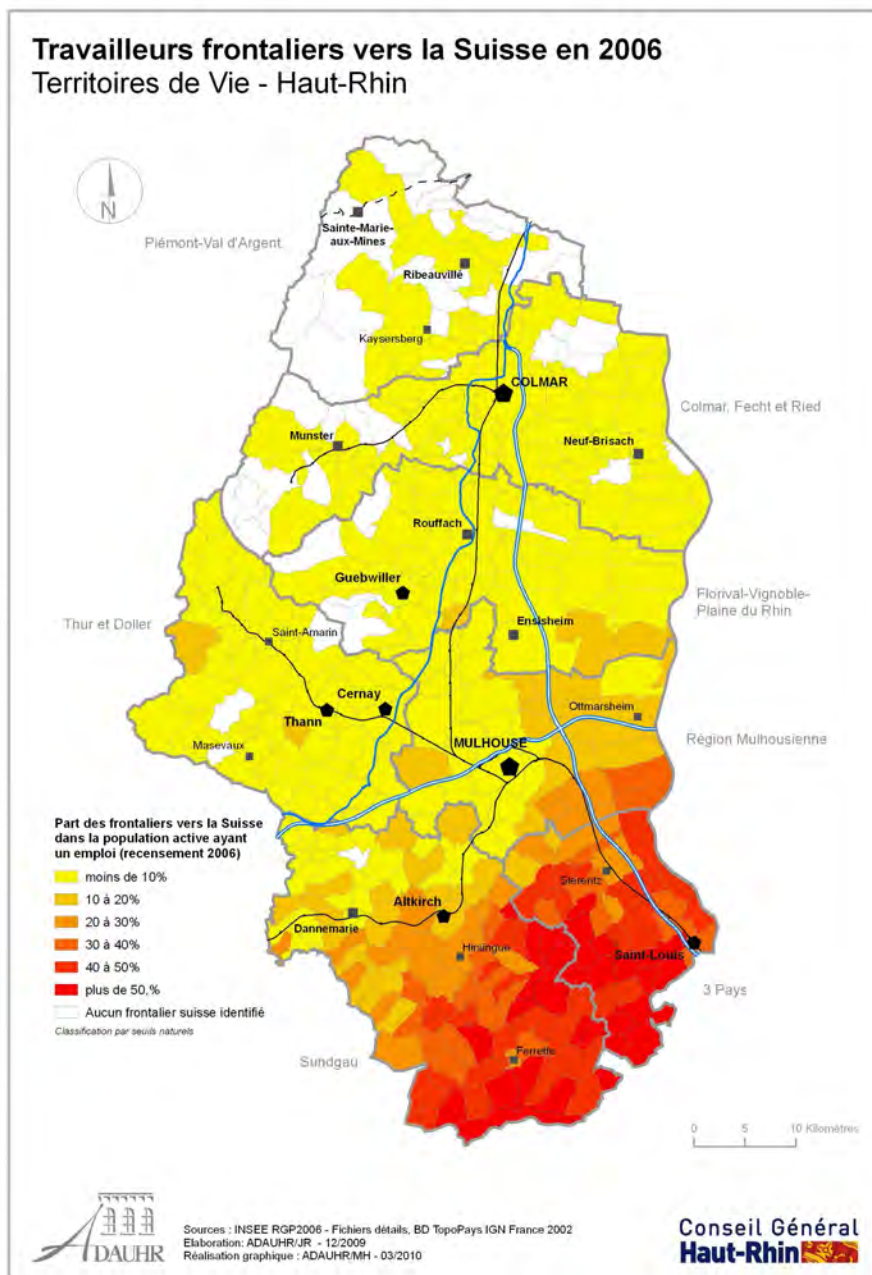 Travailleurs frontaliers vers la Suisse en 2006
Territoires de Vie - Haut-Rhin
N
Piémont-Val d'Argent
Sainte-Marie-
aux-Mines
Ribeauvillé
Kaysersberg
COLMAR
Colmar, Fecht et Ried
Munster
Neuf-Brisach
Rouffach
Guebwiller
Florival-Vignoble-
Plaine du Rhin
Thur et Doller
Saint-Amarin
Ensisheim
Cernay
Thann
Ottmarsheim
Région Mulhousienne
Masevaux
MULHOUSE
Part des frontaliers vers la Suisse
dans la population active ayant
un emploi (recensement 2006)
moins de 10%
10 à 20%
20 à 30%
30 à 40%
40 à 50%
plus de 50,%
Aucun frontalier suisse identifié
Classification par seuils naturels
Sierentz
Altkirch
Dannemarie
Hirsingue
Saint-Louis
3 Pays
Sundgau
Ferrette
0 5 10 Kilomètres
ADAUHR
Sources : INSEE RGP2006 - Fichiers détails, BD TopoPays IGN France 2002
Elaboration: ADAUHR/JR - 12/2009
Réalisation graphique : ADAUHR/MH - 03/2010
Conseil Général
Haut-Rhin